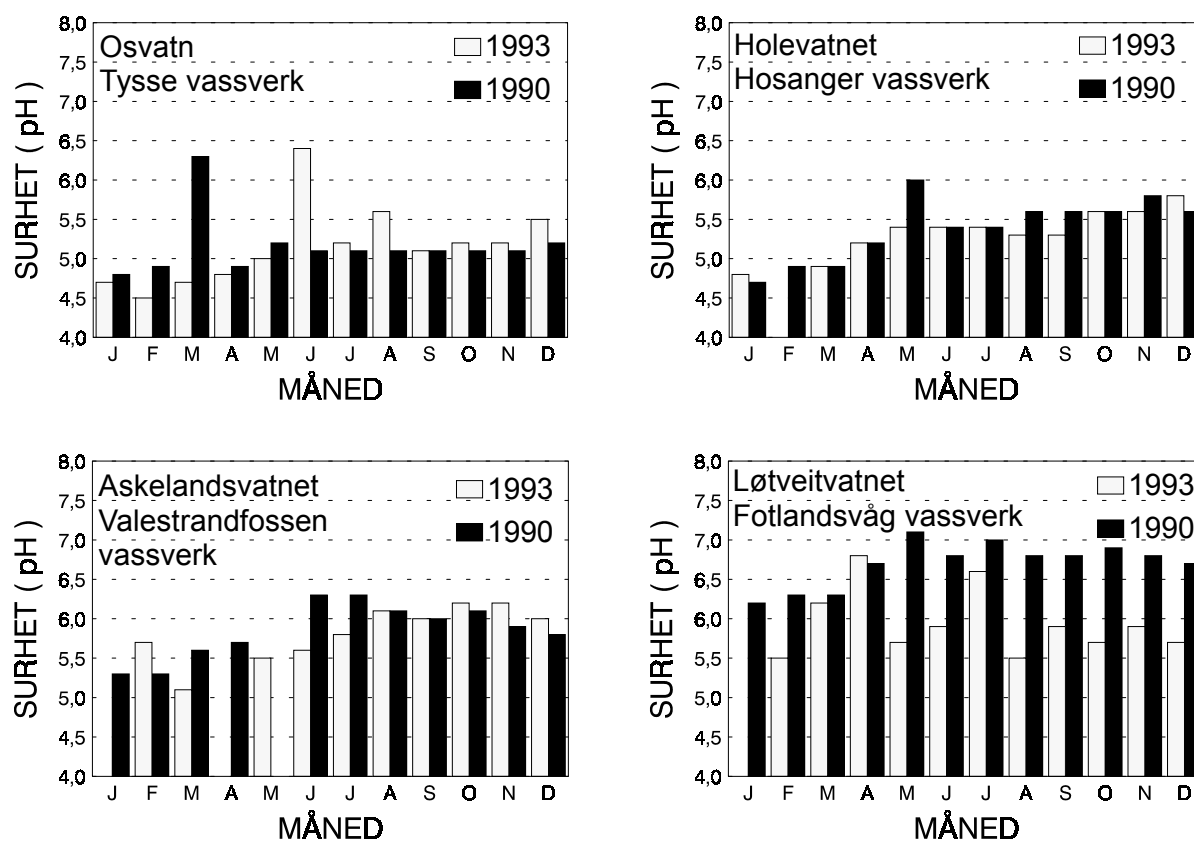 8,0
7,5
7,0
6,5
6,0
5,5
5,0
4,5
4,0
SURHET ( pH )
Osvatn
Tysse vassverk
1993
1990
J F M A M J J A S O N D
MÅNED
8,0
7,5
7,0
6,5
6,0
5,5
5,0
4,5
4,0
SURHET ( pH )
Holevatnet
Hosanger vassverk
1993
1990
J F M A M J J A S O N D
MÅNED
8,0
7,5
7,0
6,5
6,0
5,5
5,0
4,5
4,0
SURHET ( pH )
Askelandsvatnet
Valestrandfossen
vassverk
1993
1990
J F M A M J J A S O N D
MÅNED
8,0
7,5
7,0
6,5
6,0
5,5
5,0
4,5
4,0
SURHET ( pH )
Løtveitvatnet
Fotlandsvåg vassverk
1993
1990
J F M A M J J A S O N D
MÅNED